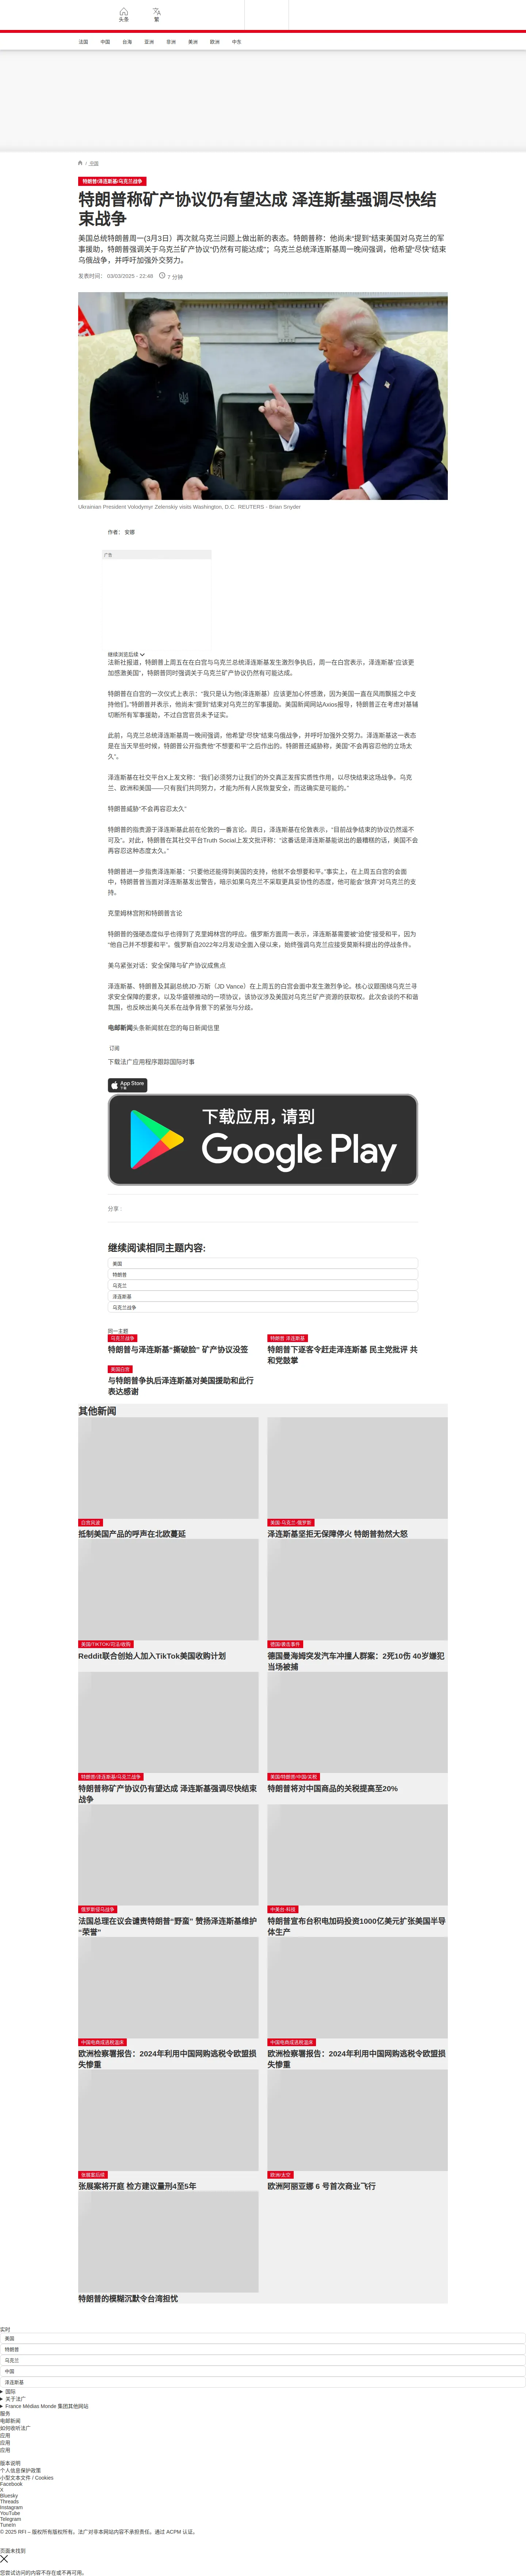 头条
繁
法国
中国
台海
亚洲
非洲
美洲
欧洲
中东
/ 中国
特朗普/泽连斯基/乌克兰战争
特朗普称矿产协议仍有望达成 泽连斯基强调尽快结
束战争
美国总统特朗普周一(3月3日）再次就乌克兰问题上做出新的表态。特朗普称：他尚未“提到”结束美国对乌克兰的军
事援助，特朗普强调关于乌克兰矿产协议“仍然有可能达成”；乌克兰总统泽连斯基周一晚间强调，他希望“尽快”结束
乌俄战争，并呼吁加强外交努力。
发表时间： 03/03/2025 - 22:48
7 分钟
Ukrainian President Volodymyr Zelenskiy visits Washington, D.C. REUTERS - Brian Snyder
作者： 安娜
广告
继续浏览后续
法新社报道，特朗普上周五在在白宫与乌克兰总统泽连斯基发生激烈争执后，周一在白宫表示，泽连斯基“应该更
加感激美国”，特朗普同时强调关于乌克兰矿产协议仍然有可能达成。
特朗普在白宫的一次仪式上表示：“我只是认为他(泽连斯基）应该更加心怀感激，因为美国一直在风雨飘摇之中支
持他们。”特朗普并表示，他尚未“提到”结束对乌克兰的军事援助。美国新闻网站Axios报导，特朗普正在考虑对基辅
切断所有军事援助，不过白宫官员未予证实。
此前，乌克兰总统泽连斯基周一晚间强调，他希望“尽快”结束乌俄战争，并呼吁加强外交努力。泽连斯基这一表态
是在当天早些时候，特朗普公开指责他“不想要和平”之后作出的。特朗普还威胁称，美国“不会再容忍他的立场太
久”。
泽连斯基在社交平台X上发文称：“我们必须努力让我们的外交真正发挥实质性作用，以尽快结束这场战争。乌克
兰、欧洲和美国——只有我们共同努力，才能为所有人民恢复安全，而这确实是可能的。”
特朗普威胁“不会再容忍太久”
特朗普的指责源于泽连斯基此前在伦敦的一番言论。周日，泽连斯基在伦敦表示，“目前战争结束的协议仍然遥不
可及”。对此，特朗普在其社交平台Truth Social上发文批评称：“这番话是泽连斯基能说出的最糟糕的话，美国不会
再容忍这种态度太久。”
特朗普进一步指责泽连斯基：“只要他还能得到美国的支持，他就不会想要和平。”事实上，在上周五白宫的会面
中，特朗普曾当面对泽连斯基发出警告，暗示如果乌克兰不采取更具妥协性的态度，他可能会“放弃”对乌克兰的支
持。
克里姆林宫附和特朗普言论
特朗普的强硬态度似乎也得到了克里姆林宫的呼应。俄罗斯方面周一表示，泽连斯基需要被“迫使”接受和平，因为
“他自己并不想要和平”。俄罗斯自2022年2月发动全面入侵以来，始终强调乌克兰应接受莫斯科提出的停战条件。
美乌紧张对话：安全保障与矿产协议成焦点
泽连斯基、特朗普及其副总统JD·万斯（JD Vance）在上周五的白宫会面中发生激烈争论。核心议题围绕乌克兰寻
求安全保障的要求，以及华盛顿推动的一项协议，该协议涉及美国对乌克兰矿产资源的获取权。此次会谈的不和谐
氛围，也反映出美乌关系在战争背景下的紧张与分歧。
电邮新闻头条新闻就在您的每日新闻信里
订阅
下载法广应用程序跟踪国际时事
App Store
下载
下载应用，请到
Google Play
分享 :
继续阅读相同主题内容:
美国
特朗普
乌克兰
泽连斯基
乌克兰战争
同一主题
乌克兰战争
特朗普与泽连斯基“撕破脸” 矿产协议没签
特朗普 泽连斯基
特朗普下逐客令赶走泽连斯基 民主党批评 共
和党鼓掌
美国白宫
与特朗普争执后泽连斯基对美国援助和此行
表达感谢
其他新闻
白宫风波
抵制美国产品的呼声在北欧蔓延
美国·乌克兰·俄罗斯
泽连斯基坚拒无保障停火 特朗普勃然大怒
美国/TIKTOK/司法/收购
Reddit联合创始人加入TikTok美国收购计划
德国/袭击事件
德国曼海姆突发汽车冲撞人群案：2死10伤 40岁嫌犯
当场被捕
特朗普/泽连斯基/乌克兰战争
特朗普称矿产协议仍有望达成 泽连斯基强调尽快结束
战争
美国/特朗普/中国/关税
特朗普将对中国商品的关税提高至20%
俄罗斯侵乌战争
法国总理在议会谴责特朗普“野蛮” 赞扬泽连斯基维护
“荣誉”
中美台·科技
特朗普宣布台积电加码投资1000亿美元扩张美国半导
体生产
中国电商成逃税温床
欧洲检察署报告：2024年利用中国网购逃税令欧盟损
失惨重
中国电商成逃税温床
欧洲检察署报告：2024年利用中国网购逃税令欧盟损
失惨重
张展案后续
张展案将开庭 检方建议量刑4至5年
欧洲/太空
欧洲阿丽亚娜 6 号首次商业飞行
特朗普的模糊沉默令台湾担忧
实时
美国
特朗普
乌克兰
中国
泽连斯基
国际
关于法广
France Médias Monde 集团其他网站
服务
电邮新闻
如何收听法广
应用
应用
应用
版本说明
个人信息保护政策
小型文本文件 / Cookies
Facebook
X
Bluesky
Threads
Instagram
YouTube
Telegram
TuneIn
© 2025 RFI – 版权所有版权所有。法广对非本网站内容不承担责任。通过 ACPM 认证。
页面未找到
您尝试访问的内容不存在或不再可用。